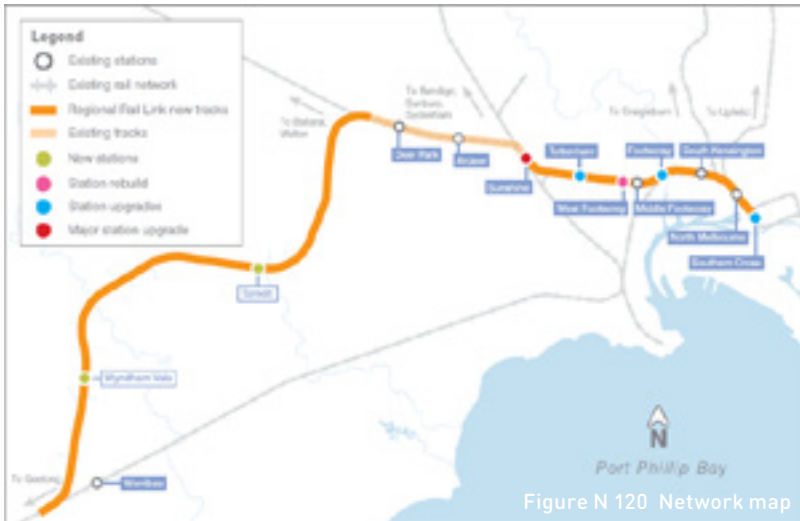 Legend
Existing stations
Existing rail network
Regional Rail Link new tracks
Existing tracks
New stations
Station rebuild
Station upgrades
Major station upgrade
To Bendigo,
Sunbury,
To Ballarat,
Melton
To Craigieburn
To Upfield
Deer Park
Ardeer
Sunshine
Tottenham
West Footscray
Middle Footscray
Footscray
South Kensington
North Melbourne
Southern Cross
Tarneit
Wyndham Vale
To Geelong
Werribee
N
Port Phillip Bay
Figure N 120 Network map